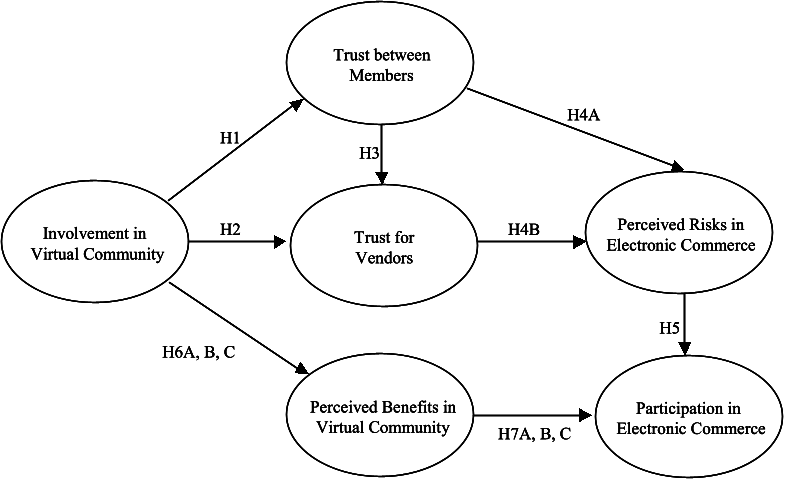 Trust between
Members
H1
H4A
H3
Involvement in
Virtual Community
H2
Trust for
Vendors
H4B
Perceived Risks in
Electronic Commerce
H5
H6A, B, C
Perceived Benefits in
Virtual Community
H7A, B, C
Participation in
Electronic Commerce